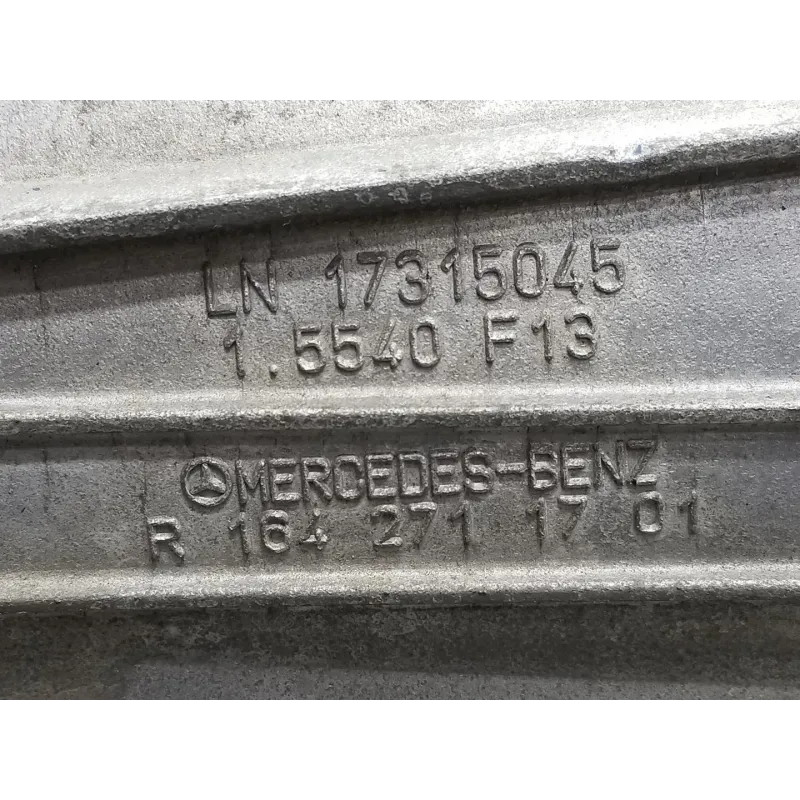 LN 17315045
1.5540 F13
MERCEDES-BENZ
R 164 271 17 01